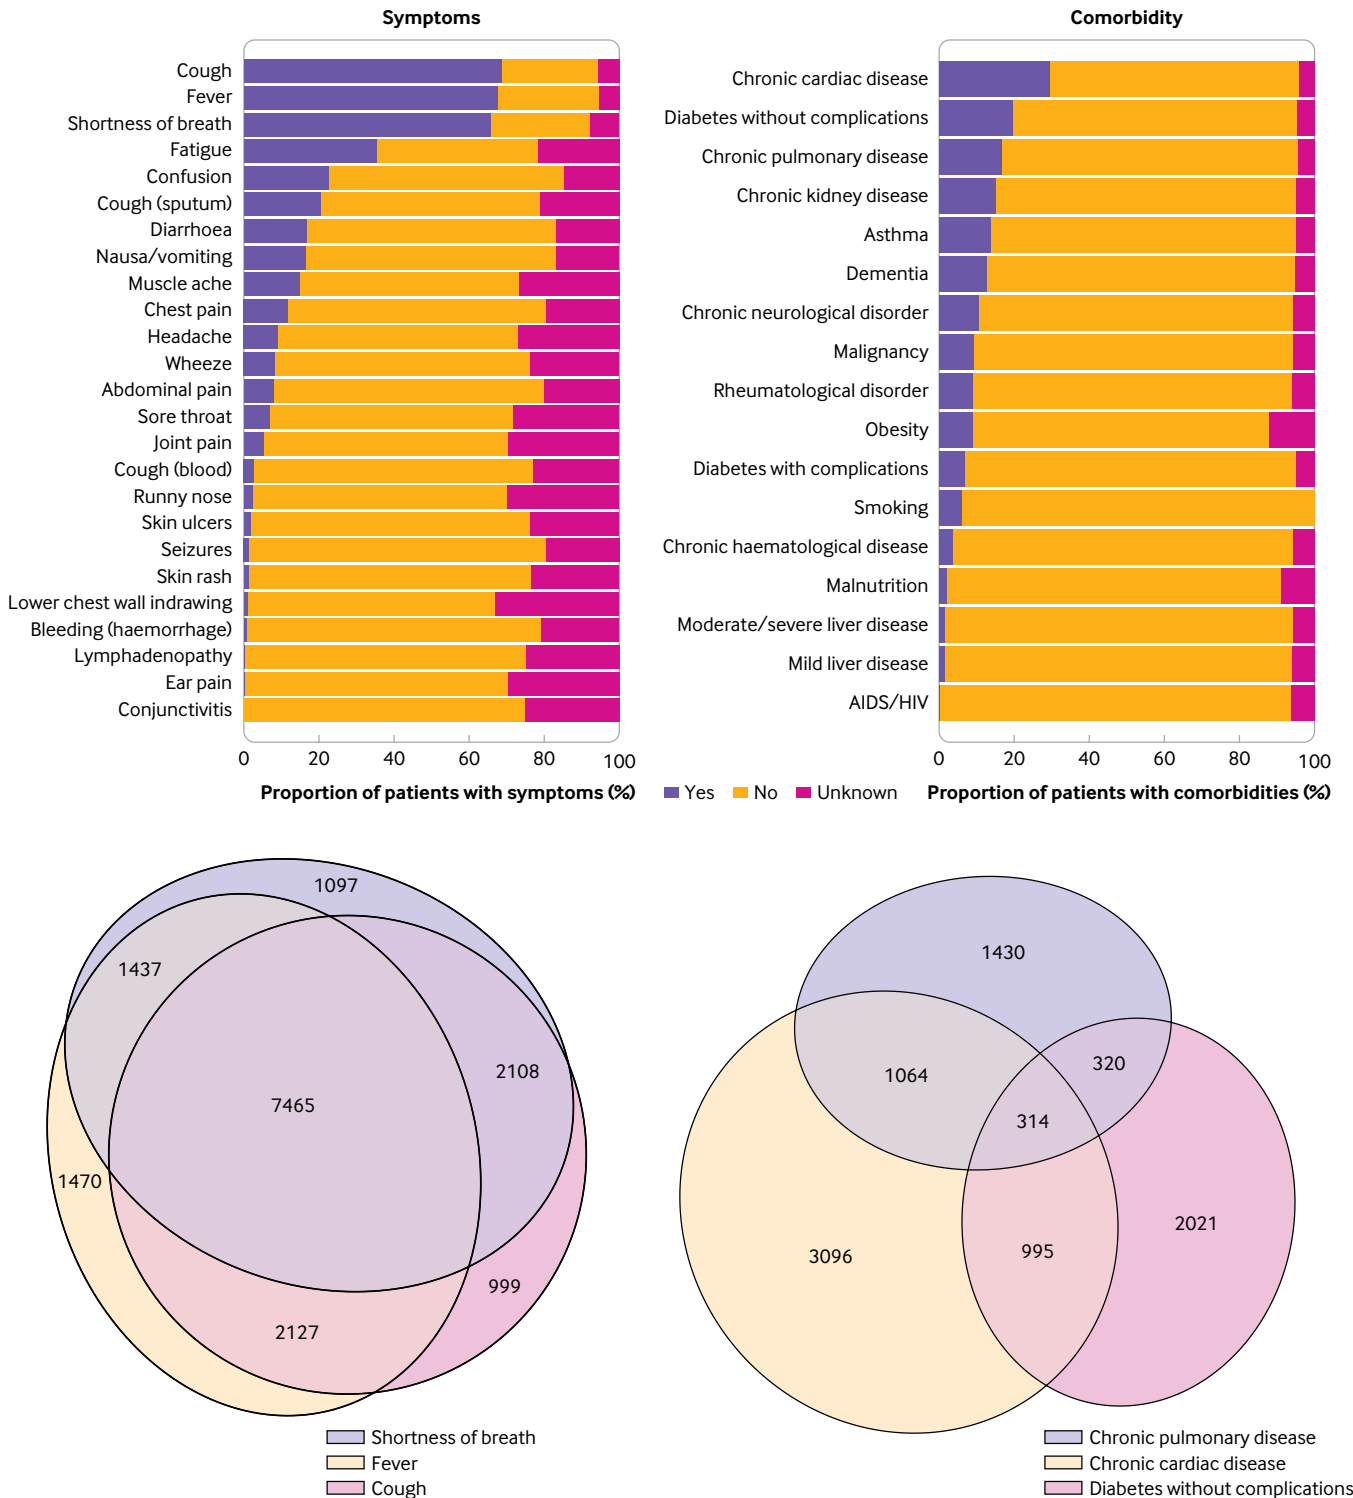 Symptoms
Cough
Fever
Shortness of breath
Fatigue
Confusion
Cough (sputum)
Diarrhoea
Nausa/vomiting
Muscle ache
Chest pain
Headache
Wheeze
Abdominal pain
Sore throat
Joint pain
Cough (blood)
Runny nose
Skin ulcers
Seizures
Skin rash
Lower chest wall indrawing
Bleeding (haemorrhage)
Lymphadenopathy
Ear pain
Conjunctivitis
0 20 40 60 80 100
Proportion of patients with symptoms (%)
Yes No Unknown
Comorbidity
Chronic cardiac disease
Diabetes without complications
Chronic pulmonary disease
Chronic kidney disease
Asthma
Dementia
Chronic neurological disorder
Malignancy
Rheumatological disorder
Obesity
Diabetes with complications
Smoking
Chronic haematological disease
Malnutrition
Moderate/severe liver disease
Mild liver disease
AIDS/HIV
0 20 40 60 80 100
Proportion of patients with comorbidities (%)
1097
1437
2108
7465
1470
999
2127
Shortness of breath
Fever
Cough
1430
1064
320
314
2021
3096
995
Chronic pulmonary disease
Chronic cardiac disease
Diabetes without complications